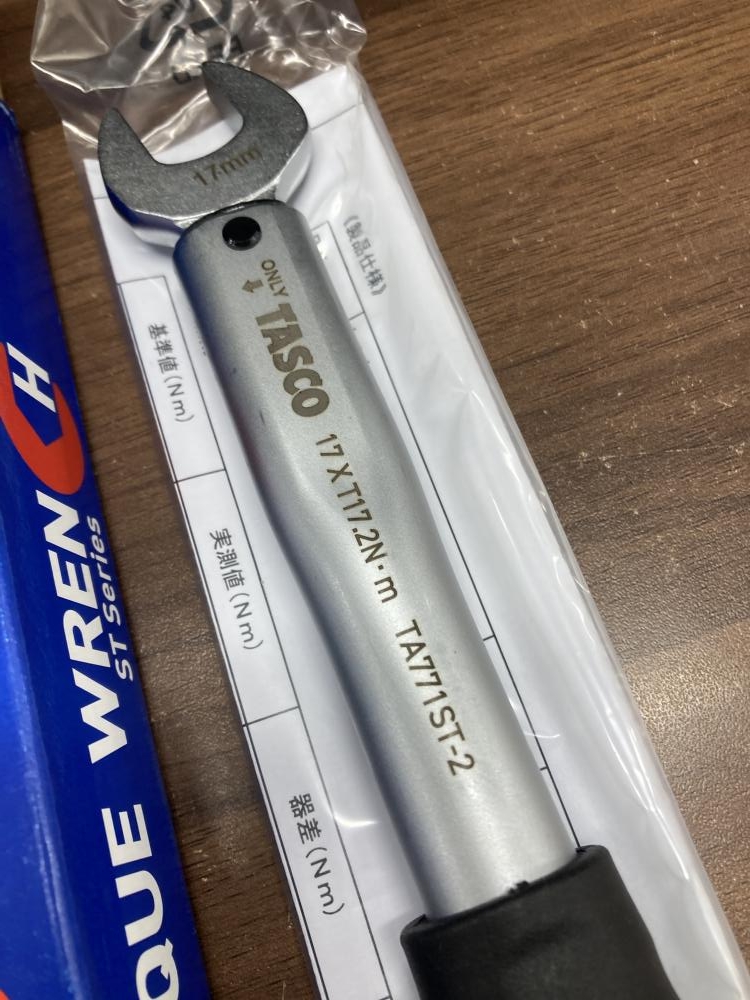 17mm
ONLY
TASCO
17 X T17.2N・m TA771ST-2
《製品仕様》
基準値(Nm)
実測値(Nm)
器差(Nm)
H
QUE WRENCH
ST Series